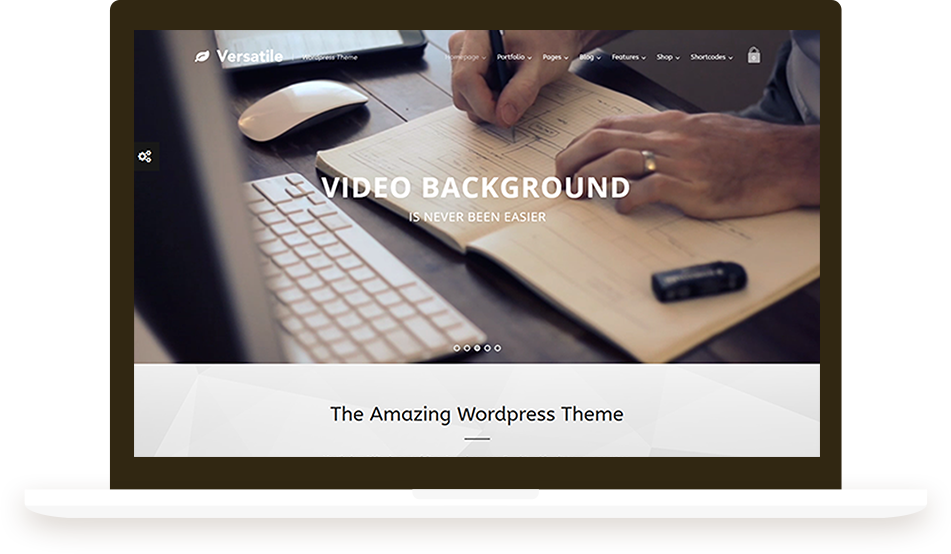 Versatile Wordpress Theme
Homepage Portfolio Pages Blog Features Shop Shortcodes
0
VIDEO BACKGROUND
IS NEVER BEEN EASIER
The Amazing Wordpress Theme